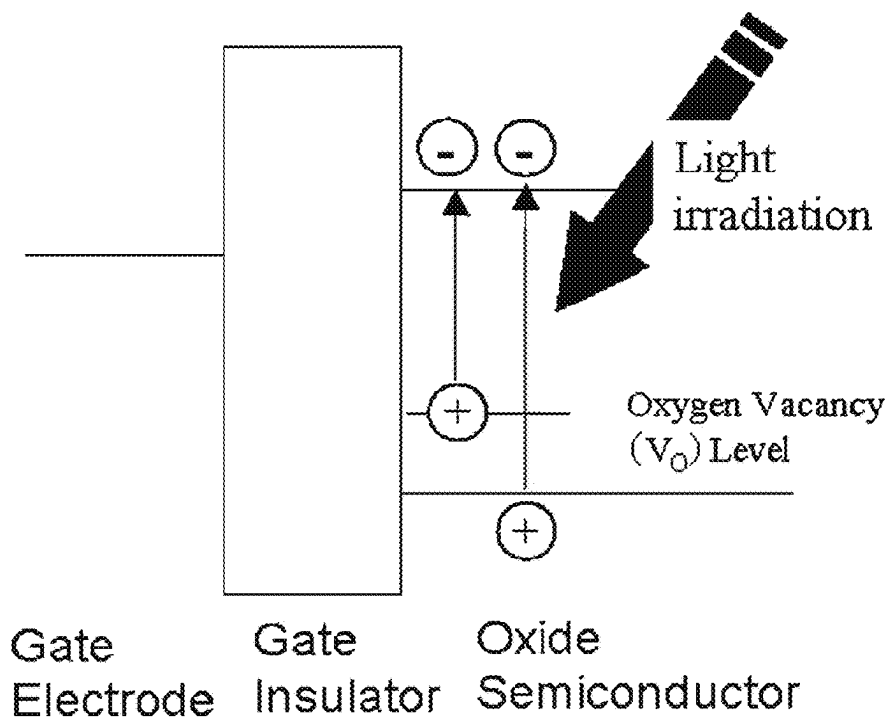 Light
irradiation
Oxygen Vacancy
(V_O) Level
Gate
Electrode
Gate
Insulator
Oxide
Semiconductor